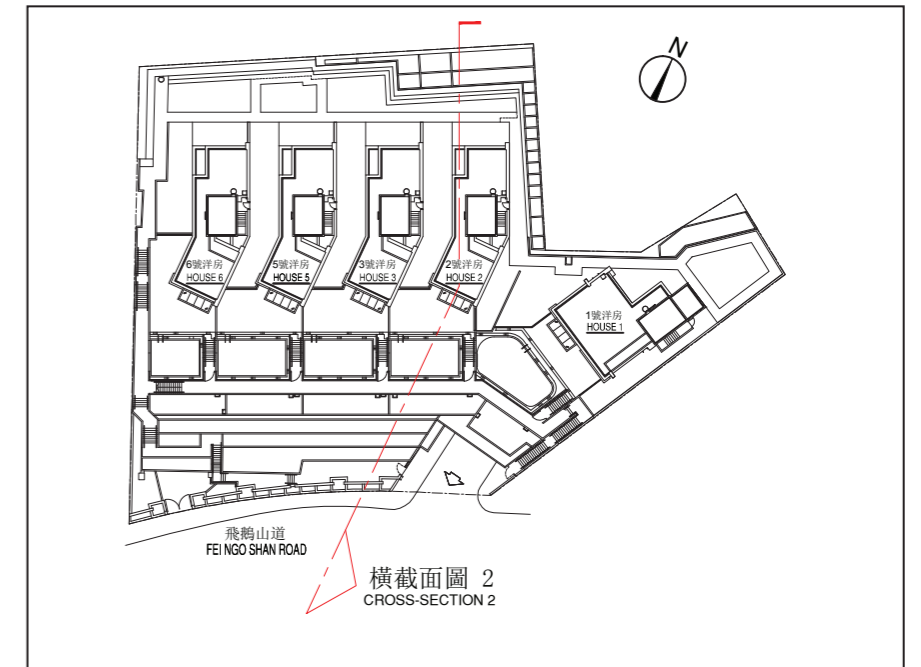 N
6號洋房
HOUSE 6
5號洋房
HOUSE 5
3號洋房
HOUSE 3
2號洋房
HOUSE 2
1號洋房
HOUSE 1
飛鵝山道
FEI NGO SHAN ROAD
橫截面圖 2
CROSS-SECTION 2